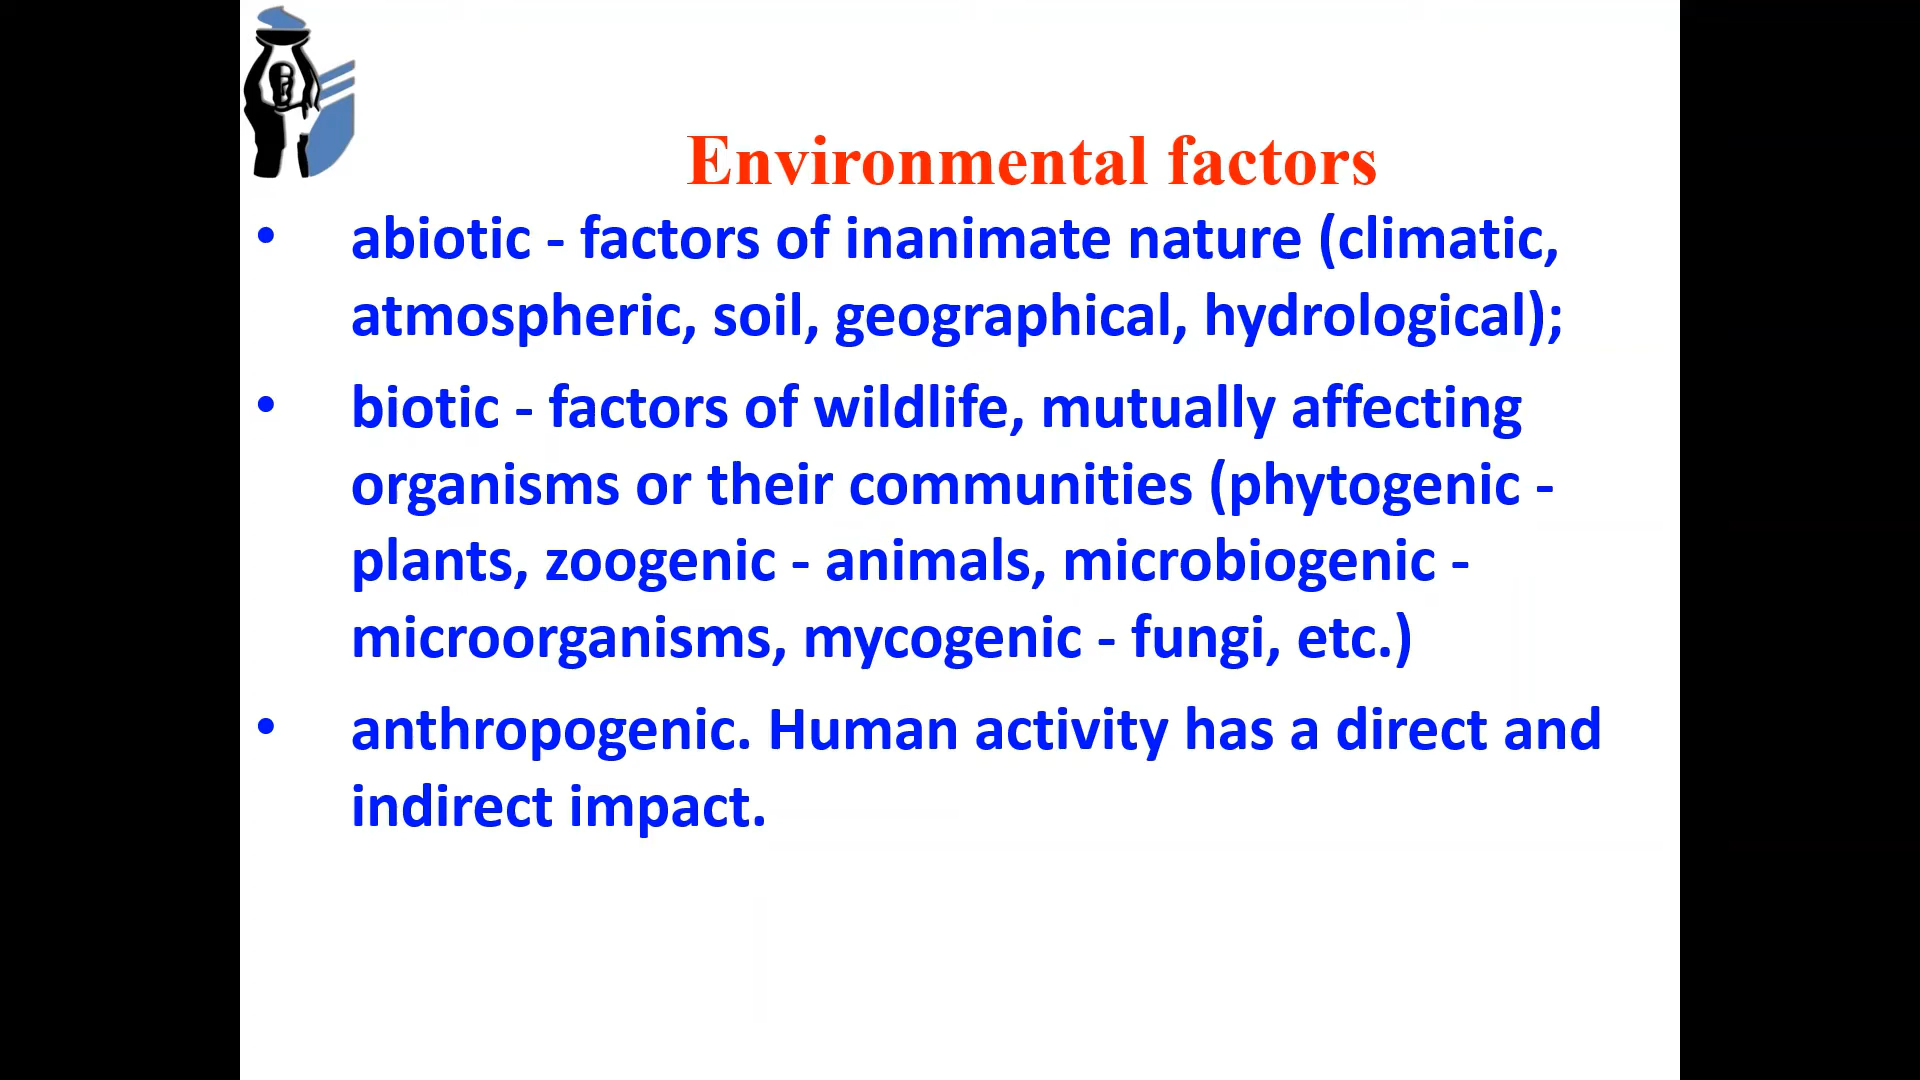 Environmental factors
• abiotic - factors of inanimate nature (climatic,
atmospheric, soil, geographical, hydrological);
• biotic - factors of wildlife, mutually affecting
organisms or their communities (phytogenic -
plants, zoogenic - animals, microbiogenic -
microorganisms, mycogenic - fungi, etc.)
• anthropogenic. Human activity has a direct and
indirect impact.